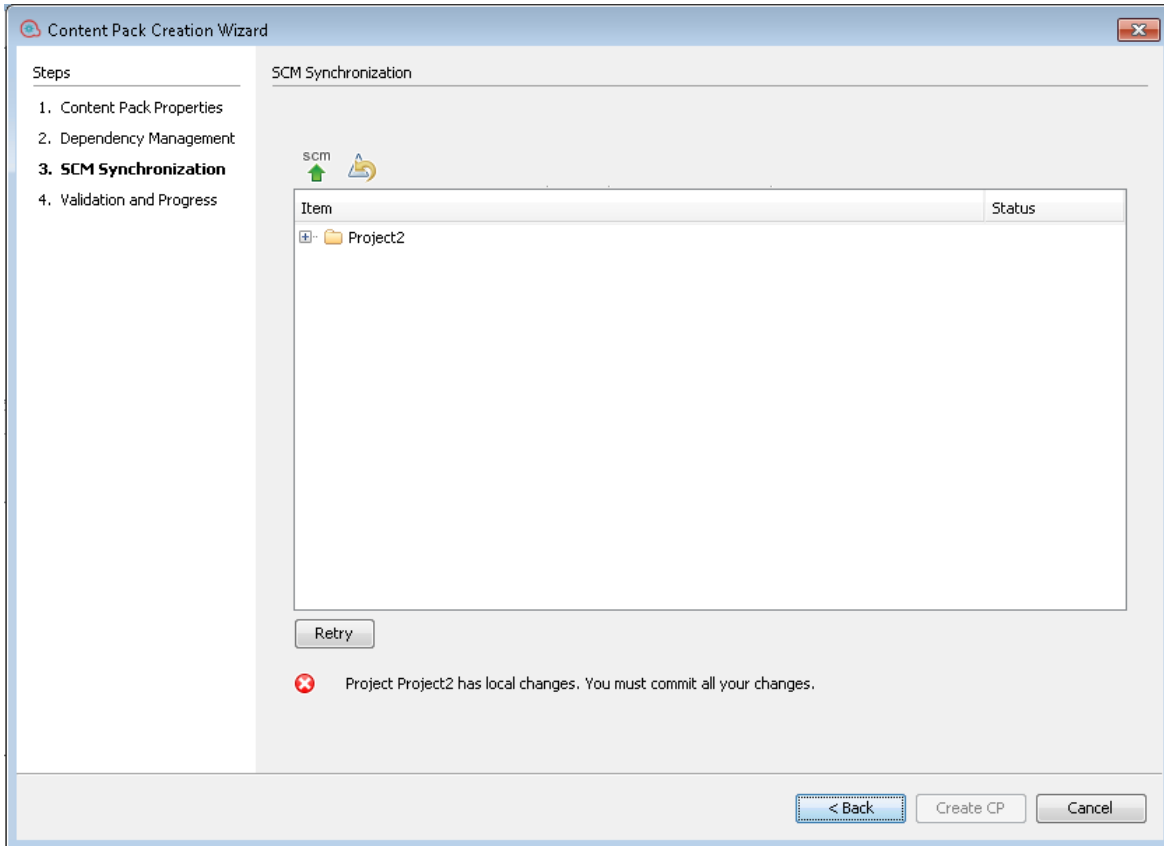 Content Pack Creation Wizard
Steps
1. Content Pack Properties
2. Dependency Management
3. SCM Synchronization
4. Validation and Progress
SCM Synchronization
scm
Item Status
Project2
Retry
Project Project2 has local changes. You must commit all your changes.
< Back Create CP Cancel